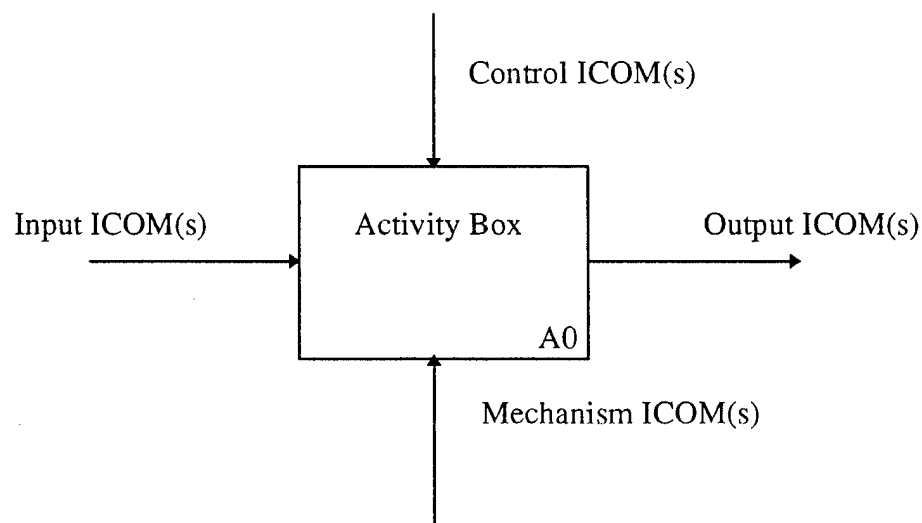 Control ICOM(s)
Input ICOM(s)
Activity Box
Output ICOM(s)
A0
Mechanism ICOM(s)